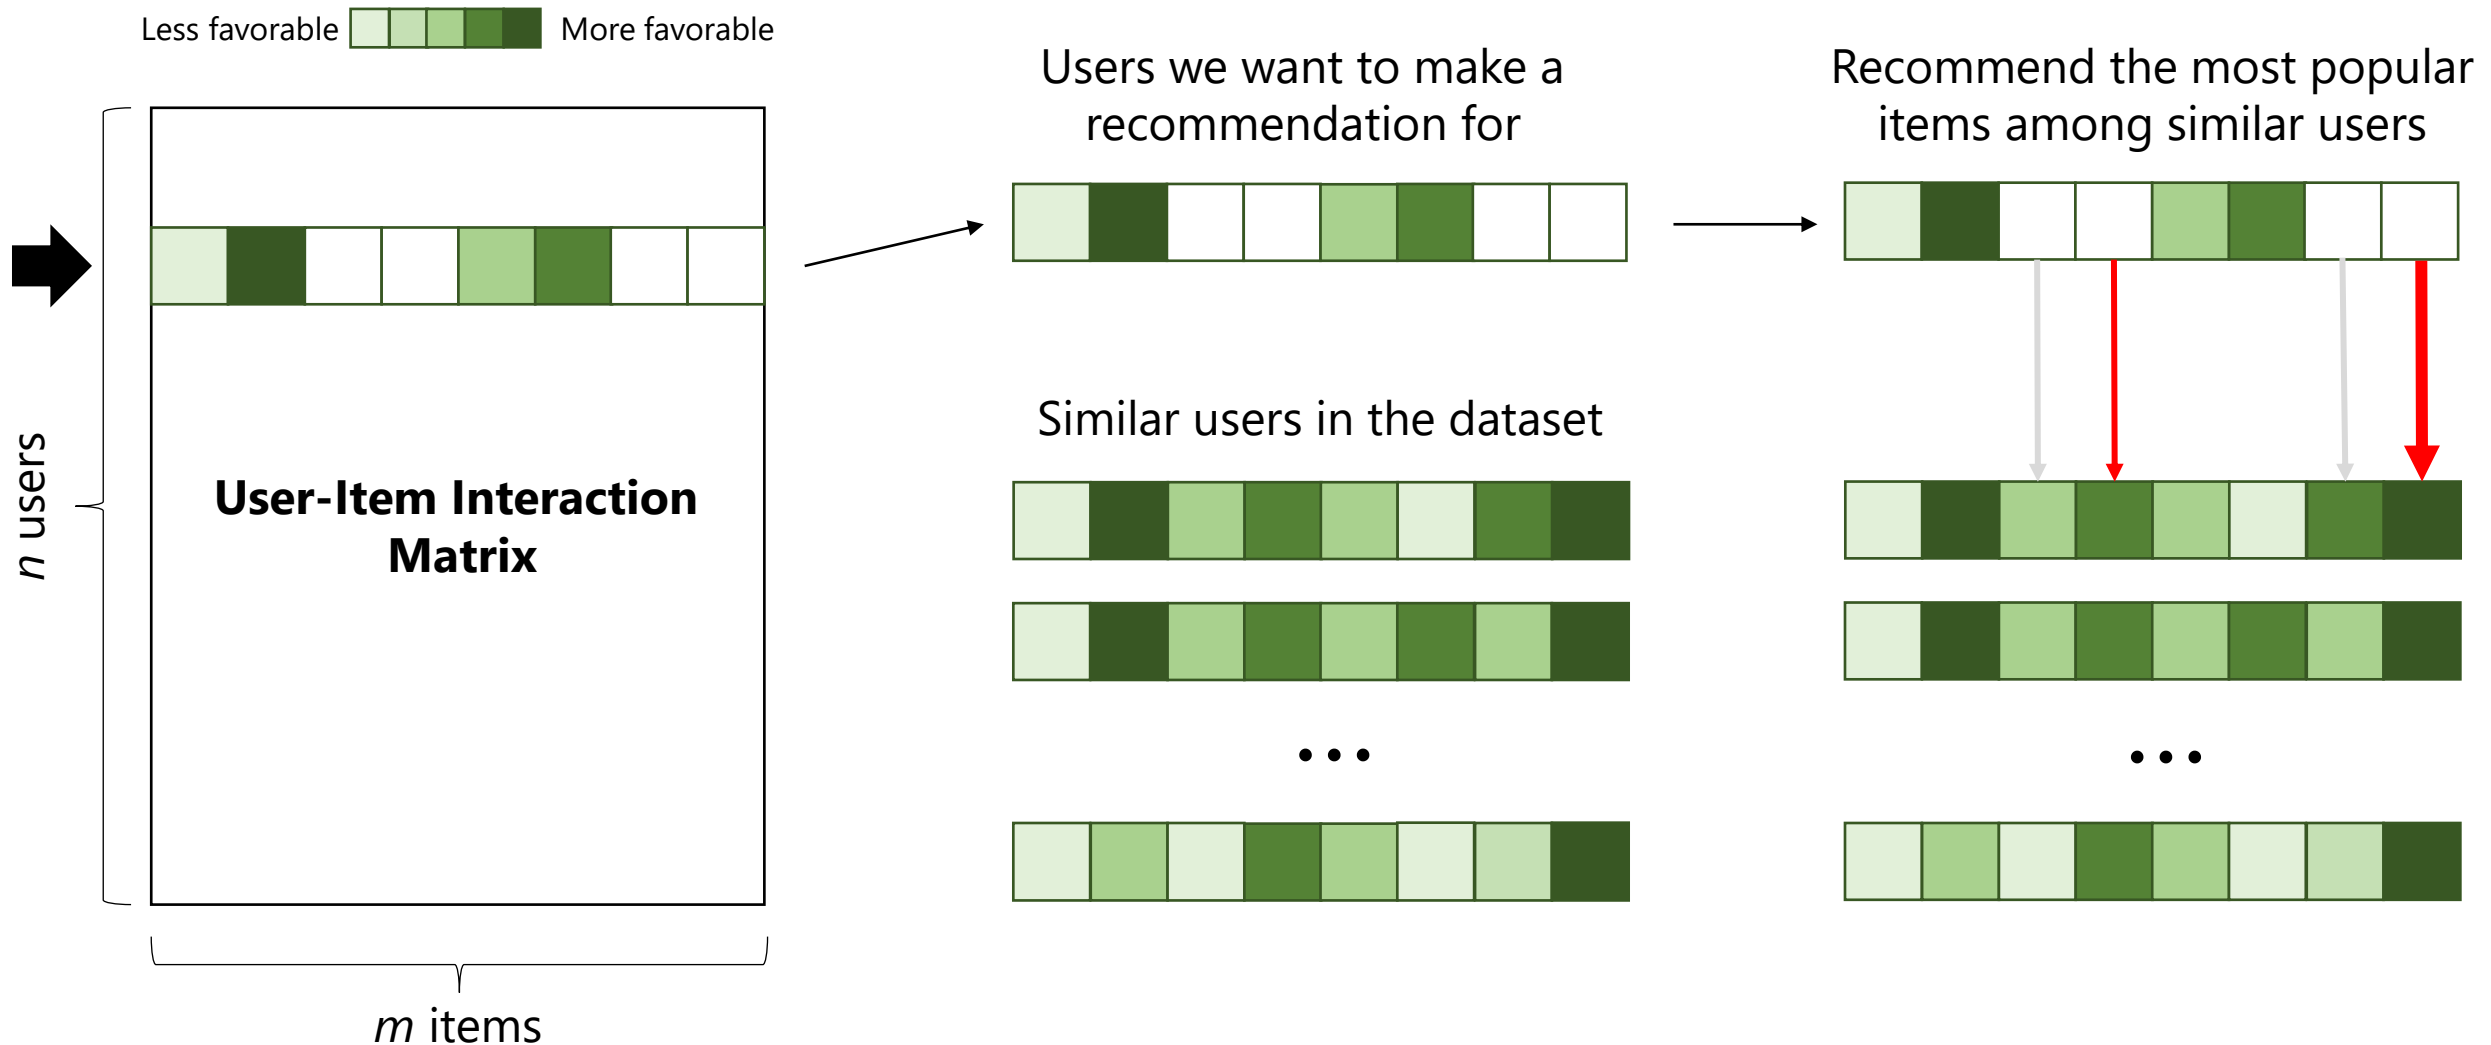 Less favorable
More favorable
Users we want to make a
recommendation for
Recommend the most popular
items among similar users
n users
User-Item Interaction
Matrix
Similar users in the dataset
...
...
m items